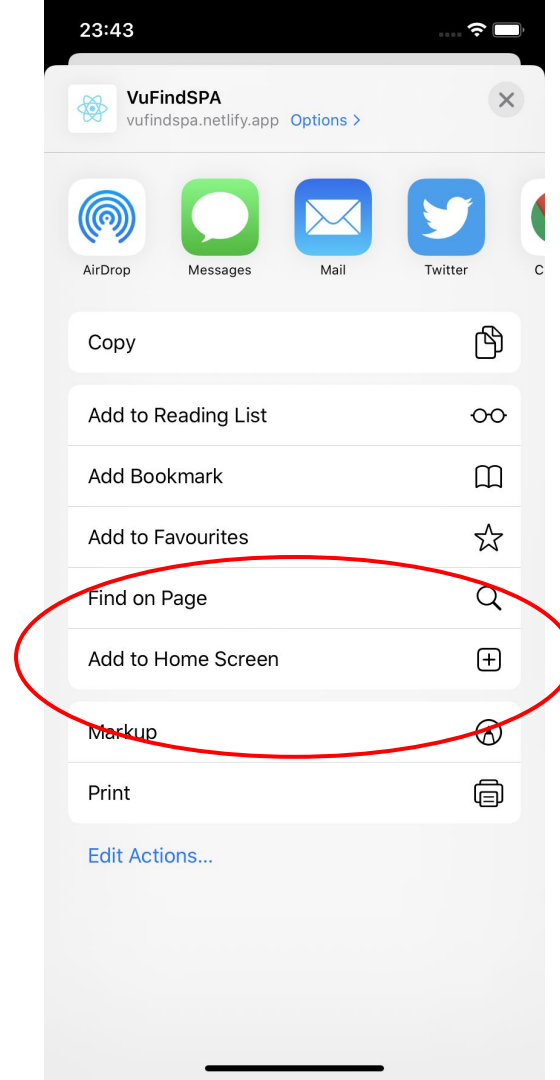 23:43
VuFindSPA
vufindspa.netlify.app Options >
AirDrop Messages Mail Twitter C
Copy
Add to Reading List
Add Bookmark
Add to Favourites
Find on Page
Add to Home Screen
Markup
Print
Edit Actions...